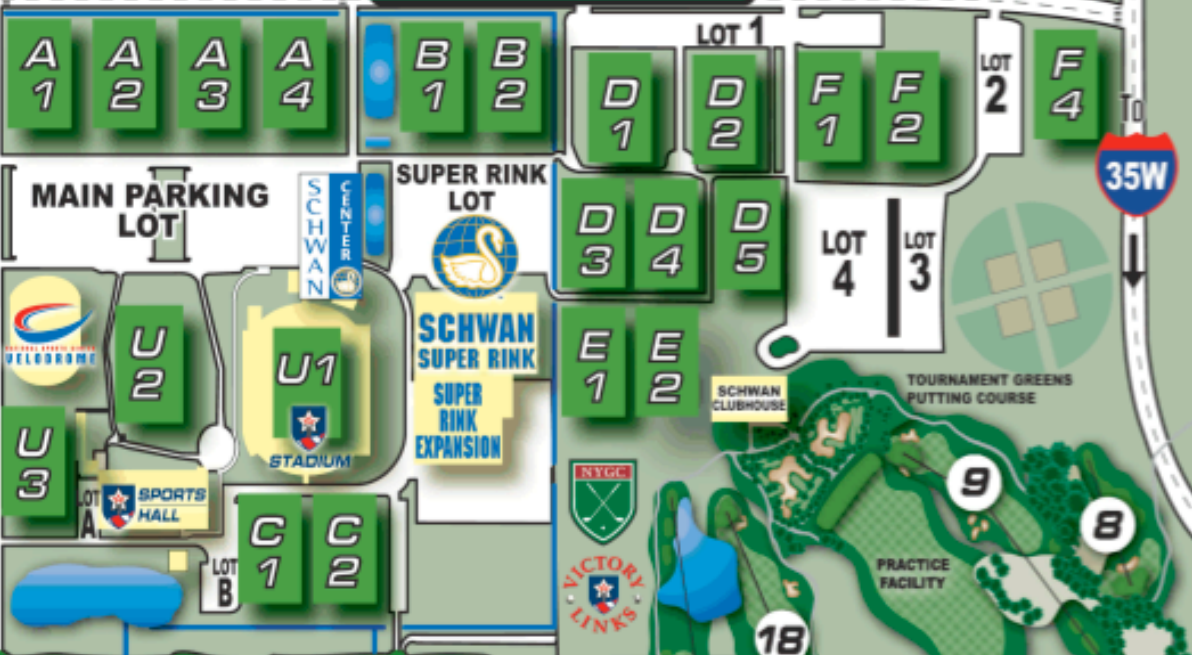 A 1
A 2
A 3
A 4
B 1
B 2
LOT 1
D 1
D 2
F 1
F 2
LOT 2
F 4
TO
35W
MAIN PARKING
LOT
SCHWAN
CENTER
SUPER RINK
LOT
D 3
D 4
D 5
LOT
4
LOT
3
VELODROME
U 2
U1
STADIUM
SCHWAN
SUPER RINK
SUPER
RINK
EXPANSION
E 1
E 2
SCHWAN
CLUBHOUSE
TOURNAMENT GREENS
PUTTING COURSE
U 3
LOT
A
SPORTS
HALL
C 1
C 2
LOT
B
NYGC
VICTORY
LINKS
9
8
PRACTICE
FACILITY
18